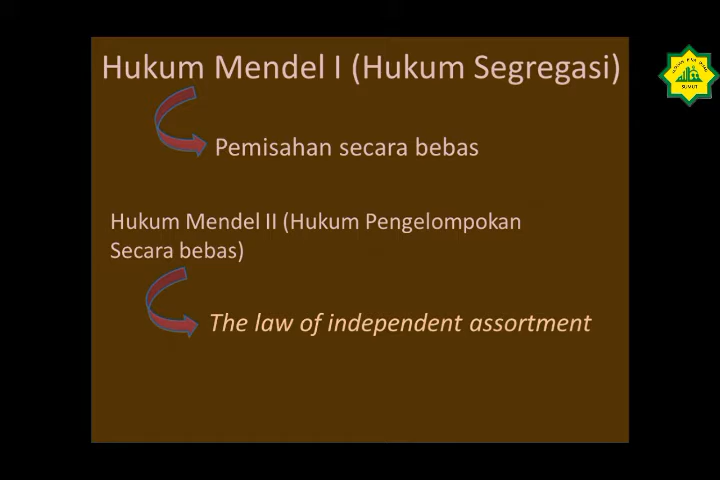 Hukum Mendel I (Hukum Segregasi)
Pemisahan secara bebas
Hukum Mendel II (Hukum Pengelompokan
Secara bebas)
The law of independent assortment
SUMUT